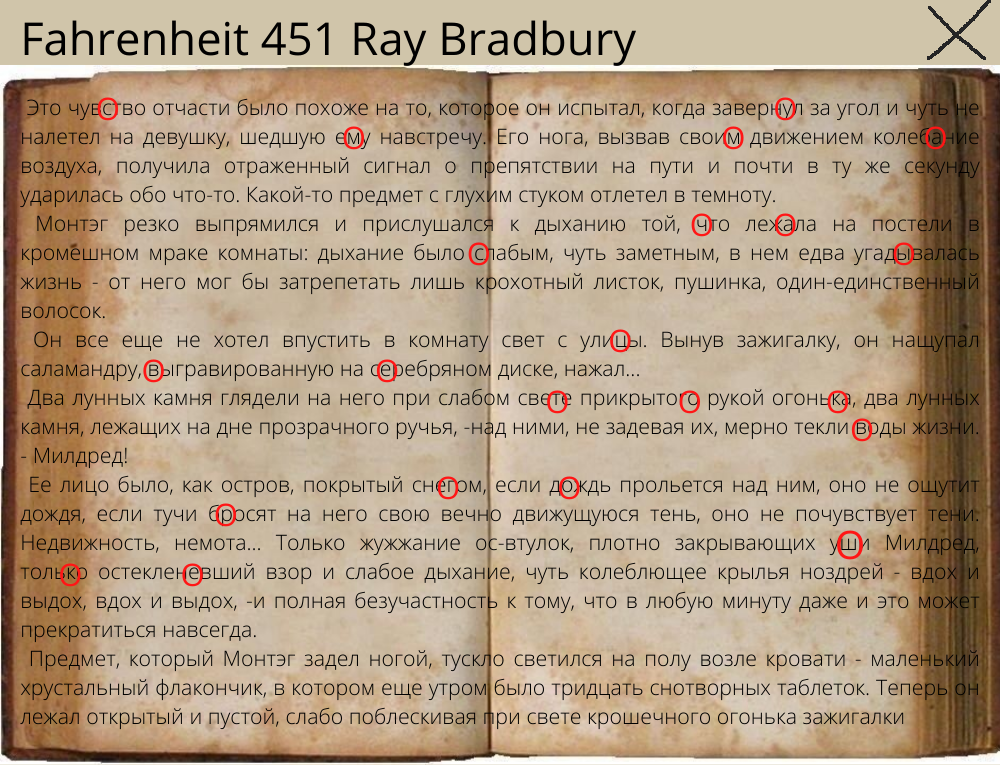 Fahrenheit 451 Ray Bradbury
Это чувство отчасти было похоже на то, которое он испытал, когда завернул за угол и чуть не
налетел на девушку, шедшую ему навстречу. Его нога, вызвав своим движением колебание
воздуха, получила отраженный сигнал о препятствии на пути и почти в ту же секунду
ударилась обо что-то. Какой-то предмет с глухим стуком отлетел в темноту.
Монтэг резко выпрямился и прислушался к дыханию той, что лежала на постели в
кромешном мраке комнаты: дыхание было слабым, чуть заметным, в нем едва угадывалась
жизнь - от него мог бы затрепетать лишь крохотный листок, пушинка, один-единственный
волосок.
Он все еще не хотел впустить в комнату свет с улицы. Вынув зажигалку, он нащупал
саламандру, выгравированную на серебряном диске, нажал...
Два лунных камня глядели на него при слабом свете прикрытого рукой огонька, два лунных
камня, лежащих на дне прозрачного ручья, -над ними, не задевая их, мерно текли воды жизни.
- Милдред!
Ее лицо было, как остров, покрытый снегом, если дождь прольется над ним, оно не ощутит
дождя, если тучи бросят на него свою вечно движущуюся тень, оно не почувствует тени.
Недвижность, немота... Только жужжание ос-втулок, плотно закрывающих уши Милдред,
только остекленевший взор и слабое дыхание, чуть колеблющее крылья ноздрей - вдох и
выдох, вдох и выдох, -и полная безучастность к тому, что в любую минуту даже и это может
прекратиться навсегда.
Предмет, который Монтэг задел ногой, тускло светился на полу возле кровати - маленький
хрустальный флакончик, в котором еще утром было тридцать снотворных таблеток. Теперь он
лежал открытый и пустой, слабо поблескивая при свете крошечного огонька зажигалки